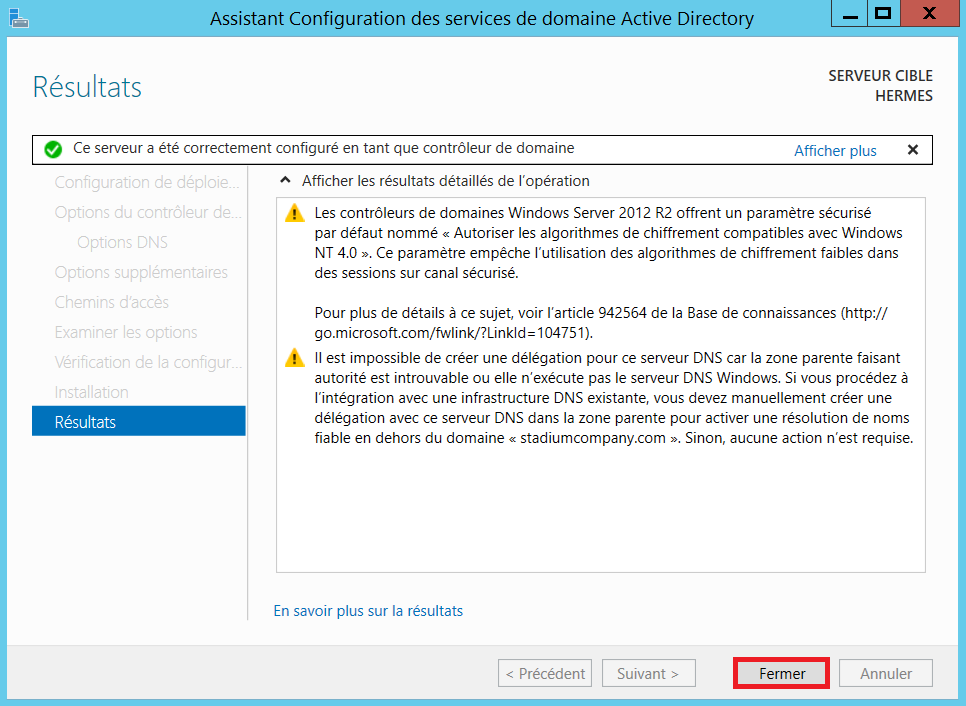 Assistant Configuration des services de domaine Active Directory
Résultats
SERVEUR CIBLE
HERMES
Ce serveur a été correctement configuré en tant que contrôleur de domaine
Afficher plus
Configuration de déploie...
Options du contrôleur de...
Options DNS
Options supplémentaires
Chemins d'accès
Examiner les options
Vérification de la configur...
Installation
Résultats
Afficher les résultats détaillés de l'opération
Les contrôleurs de domaines Windows Server 2012 R2 offrent un paramètre sécurisé
par défaut nommé « Autoriser les algorithmes de chiffrement compatibles avec Windows
NT 4.0 ». Ce paramètre empêche l'utilisation des algorithmes de chiffrement faibles dans
des sessions sur canal sécurisé.
Pour plus de détails à ce sujet, voir l'article 942564 de la Base de connaissances (http://
go.microsoft.com/fwlink/?LinkId=104751).
Il est impossible de créer une délégation pour ce serveur DNS car la zone parente faisant
autorité est introuvable ou elle n'exécute pas le serveur DNS Windows. Si vous procédez à
l'intégration avec une infrastructure DNS existante, vous devez manuellement créer une
délégation avec ce serveur DNS dans la zone parente pour activer une résolution de noms
fiable en dehors du domaine « stadiumcompany.com ». Sinon, aucune action n'est requise.
En savoir plus sur la résultats
< Précédent
Suivant >
Fermer
Annuler